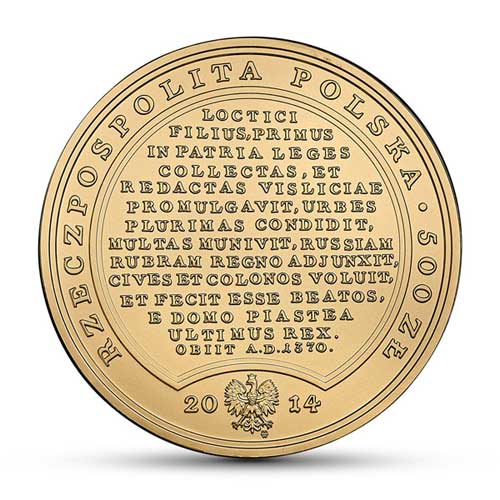 RZECZPOSPOLITA POLSKA · 500 ZŁ
LOCTICI
FILIUS, PRIMUS
IN PATRIA LEGES
COLLECTAS, ET
REDACTAS VISLICIAE
PROMULGAVIT, URBES
PLURIMAS CONDIDIT,
MULTAS MUNIVIT, RUSSIAM
RUBRAM REGNO ADJUNXIT,
CIVES ET COLONOS VOLUIT,
ET FECIT ESSE BEATOS,
E DOMO PIASTEA
ULTIMUS REX.
OBIIT A.D. 1370.
2014